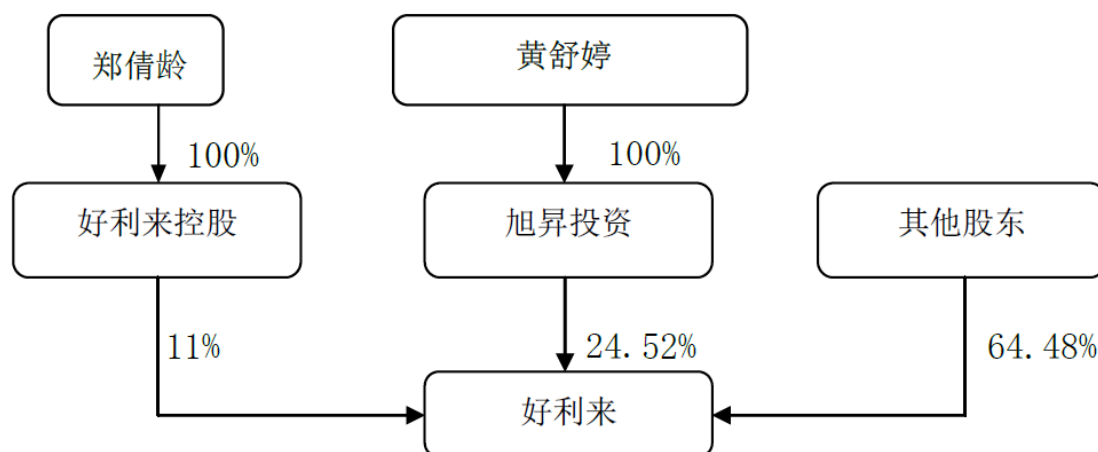 郑倩龄
黄舒婷
100%
100%
好利来控股
旭昇投资
其他股东
11%
24.52%
64.48%
好利来